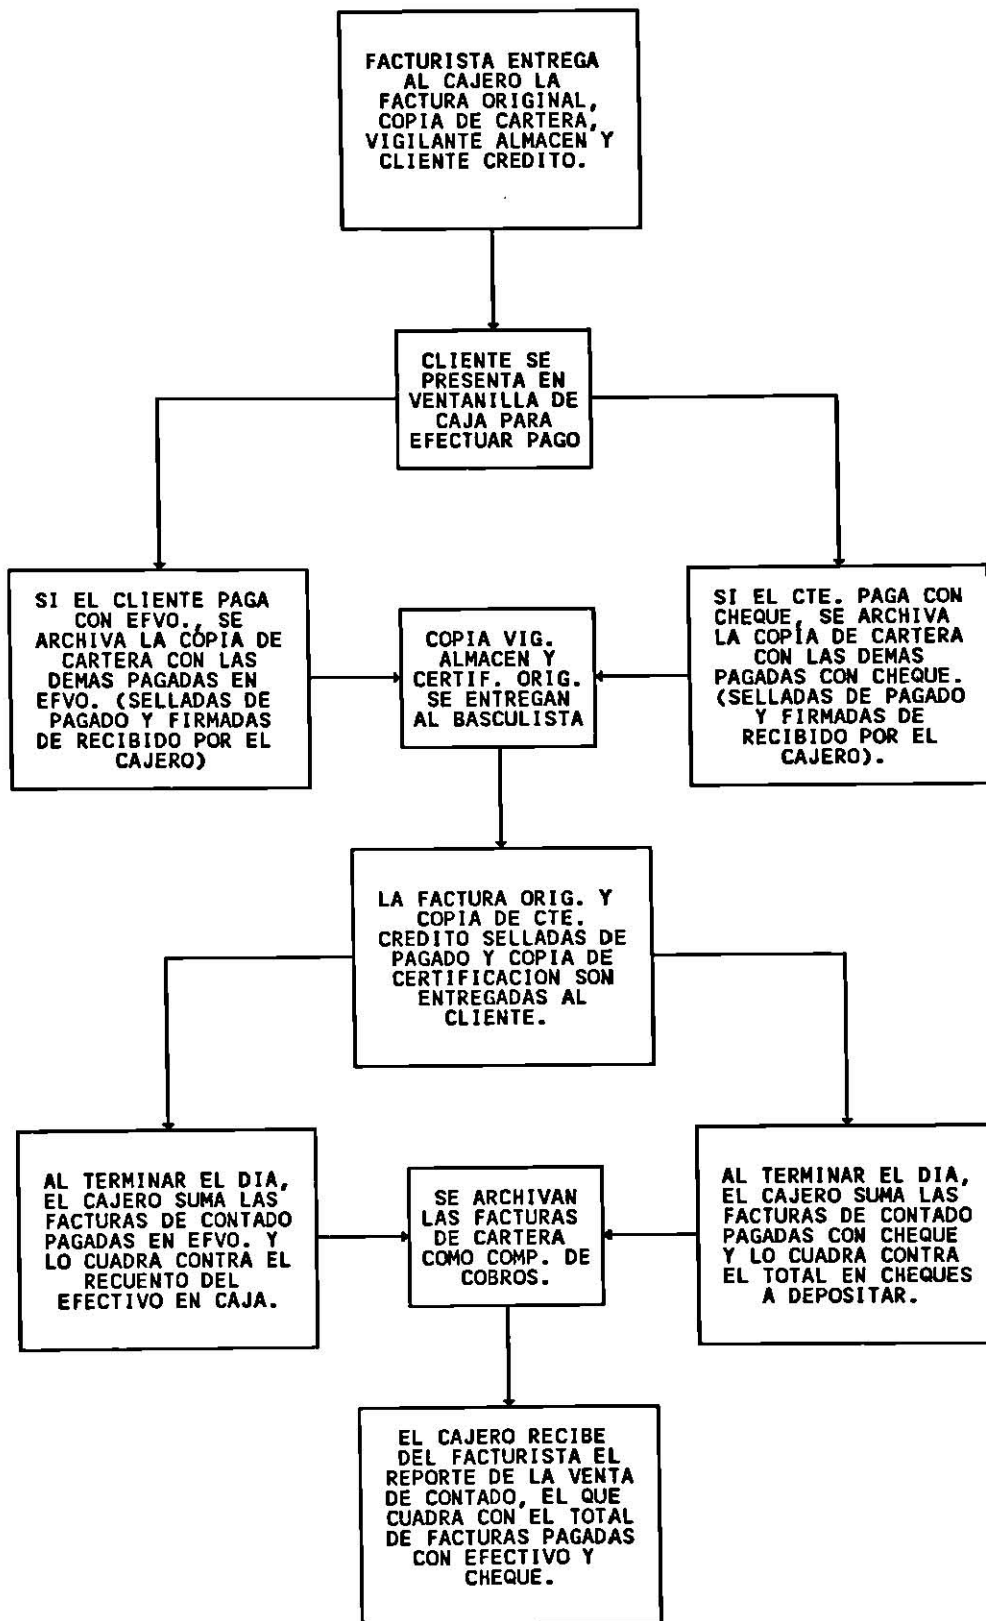 FACTURISTA ENTREGA
AL CAJERO LA
FACTURA ORIGINAL,
COPIA DE CARTERA,
VIGILANTE ALMACEN Y
CLIENTE CREDITO.
CLIENTE SE
PRESENTA EN
VENTANILLA DE
CAJA PARA
EFECTUAR PAGO
SI EL CLIENTE PAGA
CON EFVO., SE
ARCHIVA LA COPIA DE
CARTERA CON LAS
DEMAS PAGADAS EN
EFVO. (SELLADAS DE
PAGADO Y FIRMADAS
DE RECIBIDO POR EL
CAJERO)
COPIA VIG.
ALMACEN Y
CERTIF. ORIG.
SE ENTREGAN
AL BASCULISTA
SI EL CTE. PAGA CON
CHEQUE, SE ARCHIVA
LA COPIA DE CARTERA
CON LAS DEMAS
PAGADAS CON CHEQUE.
(SELLADAS DE PAGADO
Y FIRMADAS DE
RECIBIDO POR EL
CAJERO).
LA FACTURA ORIG. Y
COPIA DE CTE.
CREDITO SELLADAS DE
PAGADO Y COPIA DE
CERTIFICACION SON
ENTREGADAS AL
CLIENTE.
AL TERMINAR EL DIA,
EL CAJERO SUMA LAS
FACTURAS DE CONTADO
PAGADAS EN EFVO. Y
LO CUADRA CONTRA EL
RECUENTO DEL
EFECTIVO EN CAJA.
SE ARCHIVAN
LAS FACTURAS
DE CARTERA
COMO COMP. DE
COBROS.
AL TERMINAR EL DIA,
EL CAJERO SUMA LAS
FACTURAS DE CONTADO
PAGADAS CON CHEQUE
Y LO CUADRA CONTRA
EL TOTAL EN CHEQUES
A DEPOSITAR.
EL CAJERO RECIBE
DEL FACTURISTA EL
REPORTE DE LA VENTA
DE CONTADO, EL QUE
CUADRA CON EL TOTAL
DE FACTURAS PAGADAS
CON EFECTIVO Y
CHEQUE.